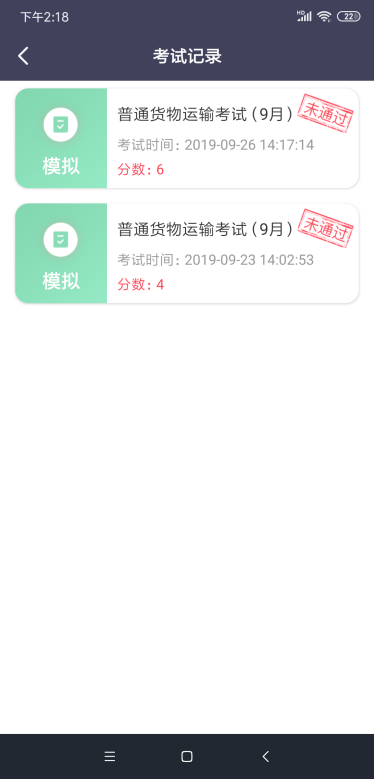 下午2:18
HD
22
考试记录
模拟
普通货物运输考试（9月）
未通过
考试时间：2019-09-26 14:17:14
分数：6
模拟
普通货物运输考试（9月）
未通过
考试时间：2019-09-23 14:02:53
分数：4